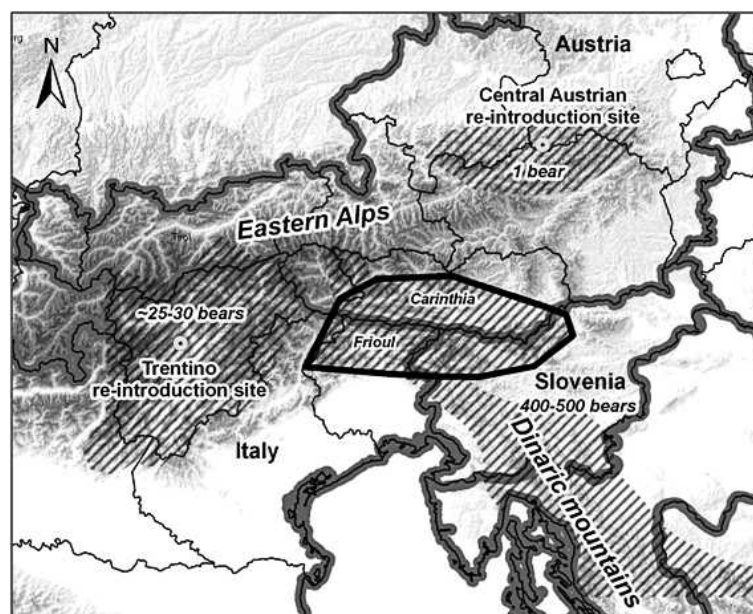 Austria
N
Central Austrian
re-introduction site
1 bear
Eastern Alps
Tirol
Carinthia
~25-30 bears
Frioul
Trentino
re-introduction site
Slovenia
400-500 bears
Italy
Dinaric mountains